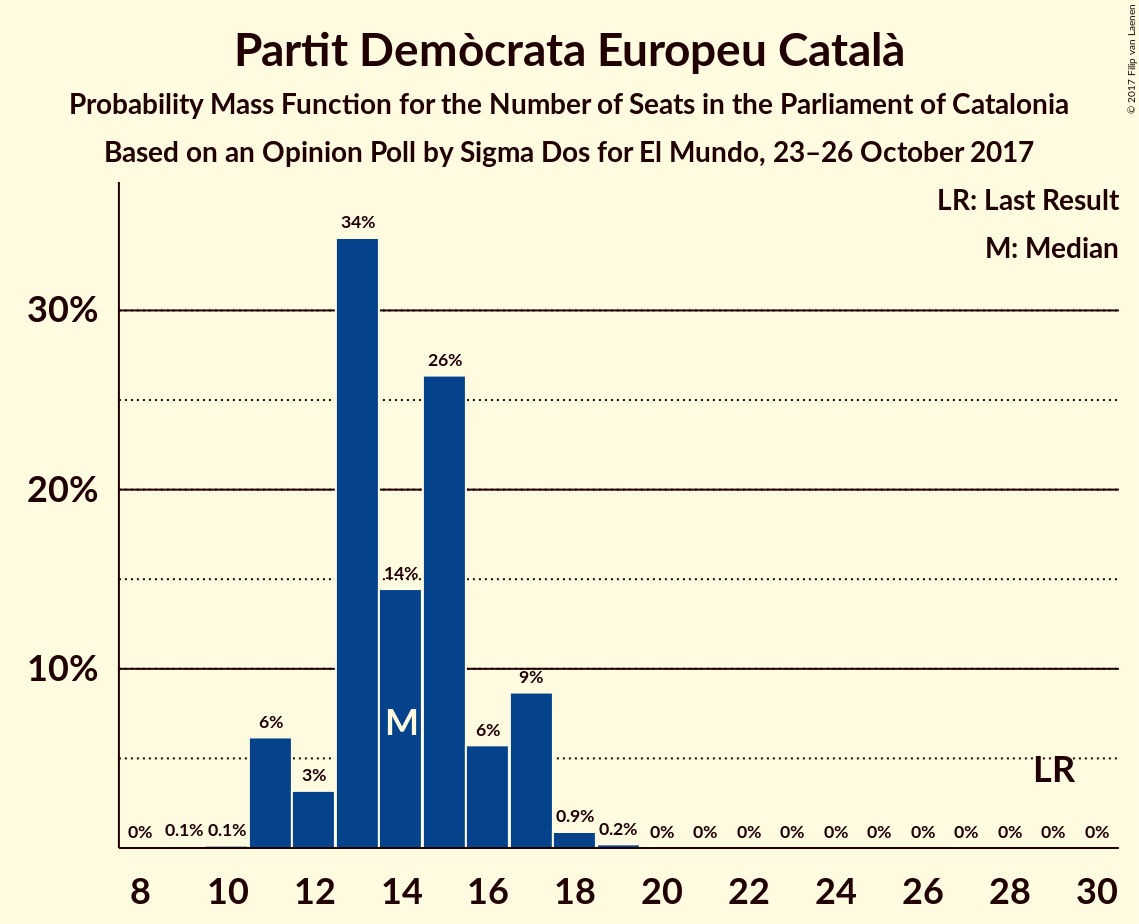 Partit Demòcrata Europeu Català
Probability Mass Function for the Number of Seats in the Parliament of Catalonia
Based on an Opinion Poll by Sigma Dos for El Mundo, 23–26 October 2017
© 2017 Filip van Laenen
LR: Last Result
M: Median
34%
30%
26%
20%
14%
10%
9%
6%
M
6%
3%
LR
0.9%
0% 0.1% 0.1% 0.2% 0% 0% 0% 0% 0% 0% 0% 0% 0% 0% 0%
8 10 12 14 16 18 20 22 24 26 28 30